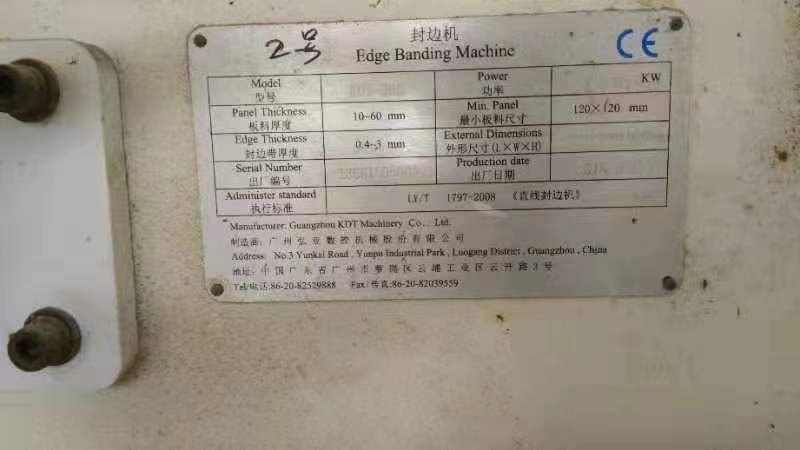 2号
封边机
Edge Banding Machine
CE
Model
型号
Power
功率
KW
Panel Thickness
板料厚度
10~60 mm
Min. Panel
最小板料尺寸
120×120 mm
Edge Thickness
封边带厚度
0.4~3 mm
External Dimensions
外形尺寸(L×W×H)
Serial Number
出厂编号
Production date
出厂日期
Administer standard
执行标准
LY/T 1797-2008 《直线封边机》
Manufacturer: Guangzhou KDT Machinery Co., Ltd.
制造商: 广州弘亚数控机械股份有限公司
Address: No.3 Yunkai Road, Yunpu Industrial Park, Luogang District, Guangzhou, China
地址: 中国广东省广州市萝岗区云埔工业区云开路3号
Tel/电话:86-20-82529888 Fax/传真:86-20-82039559